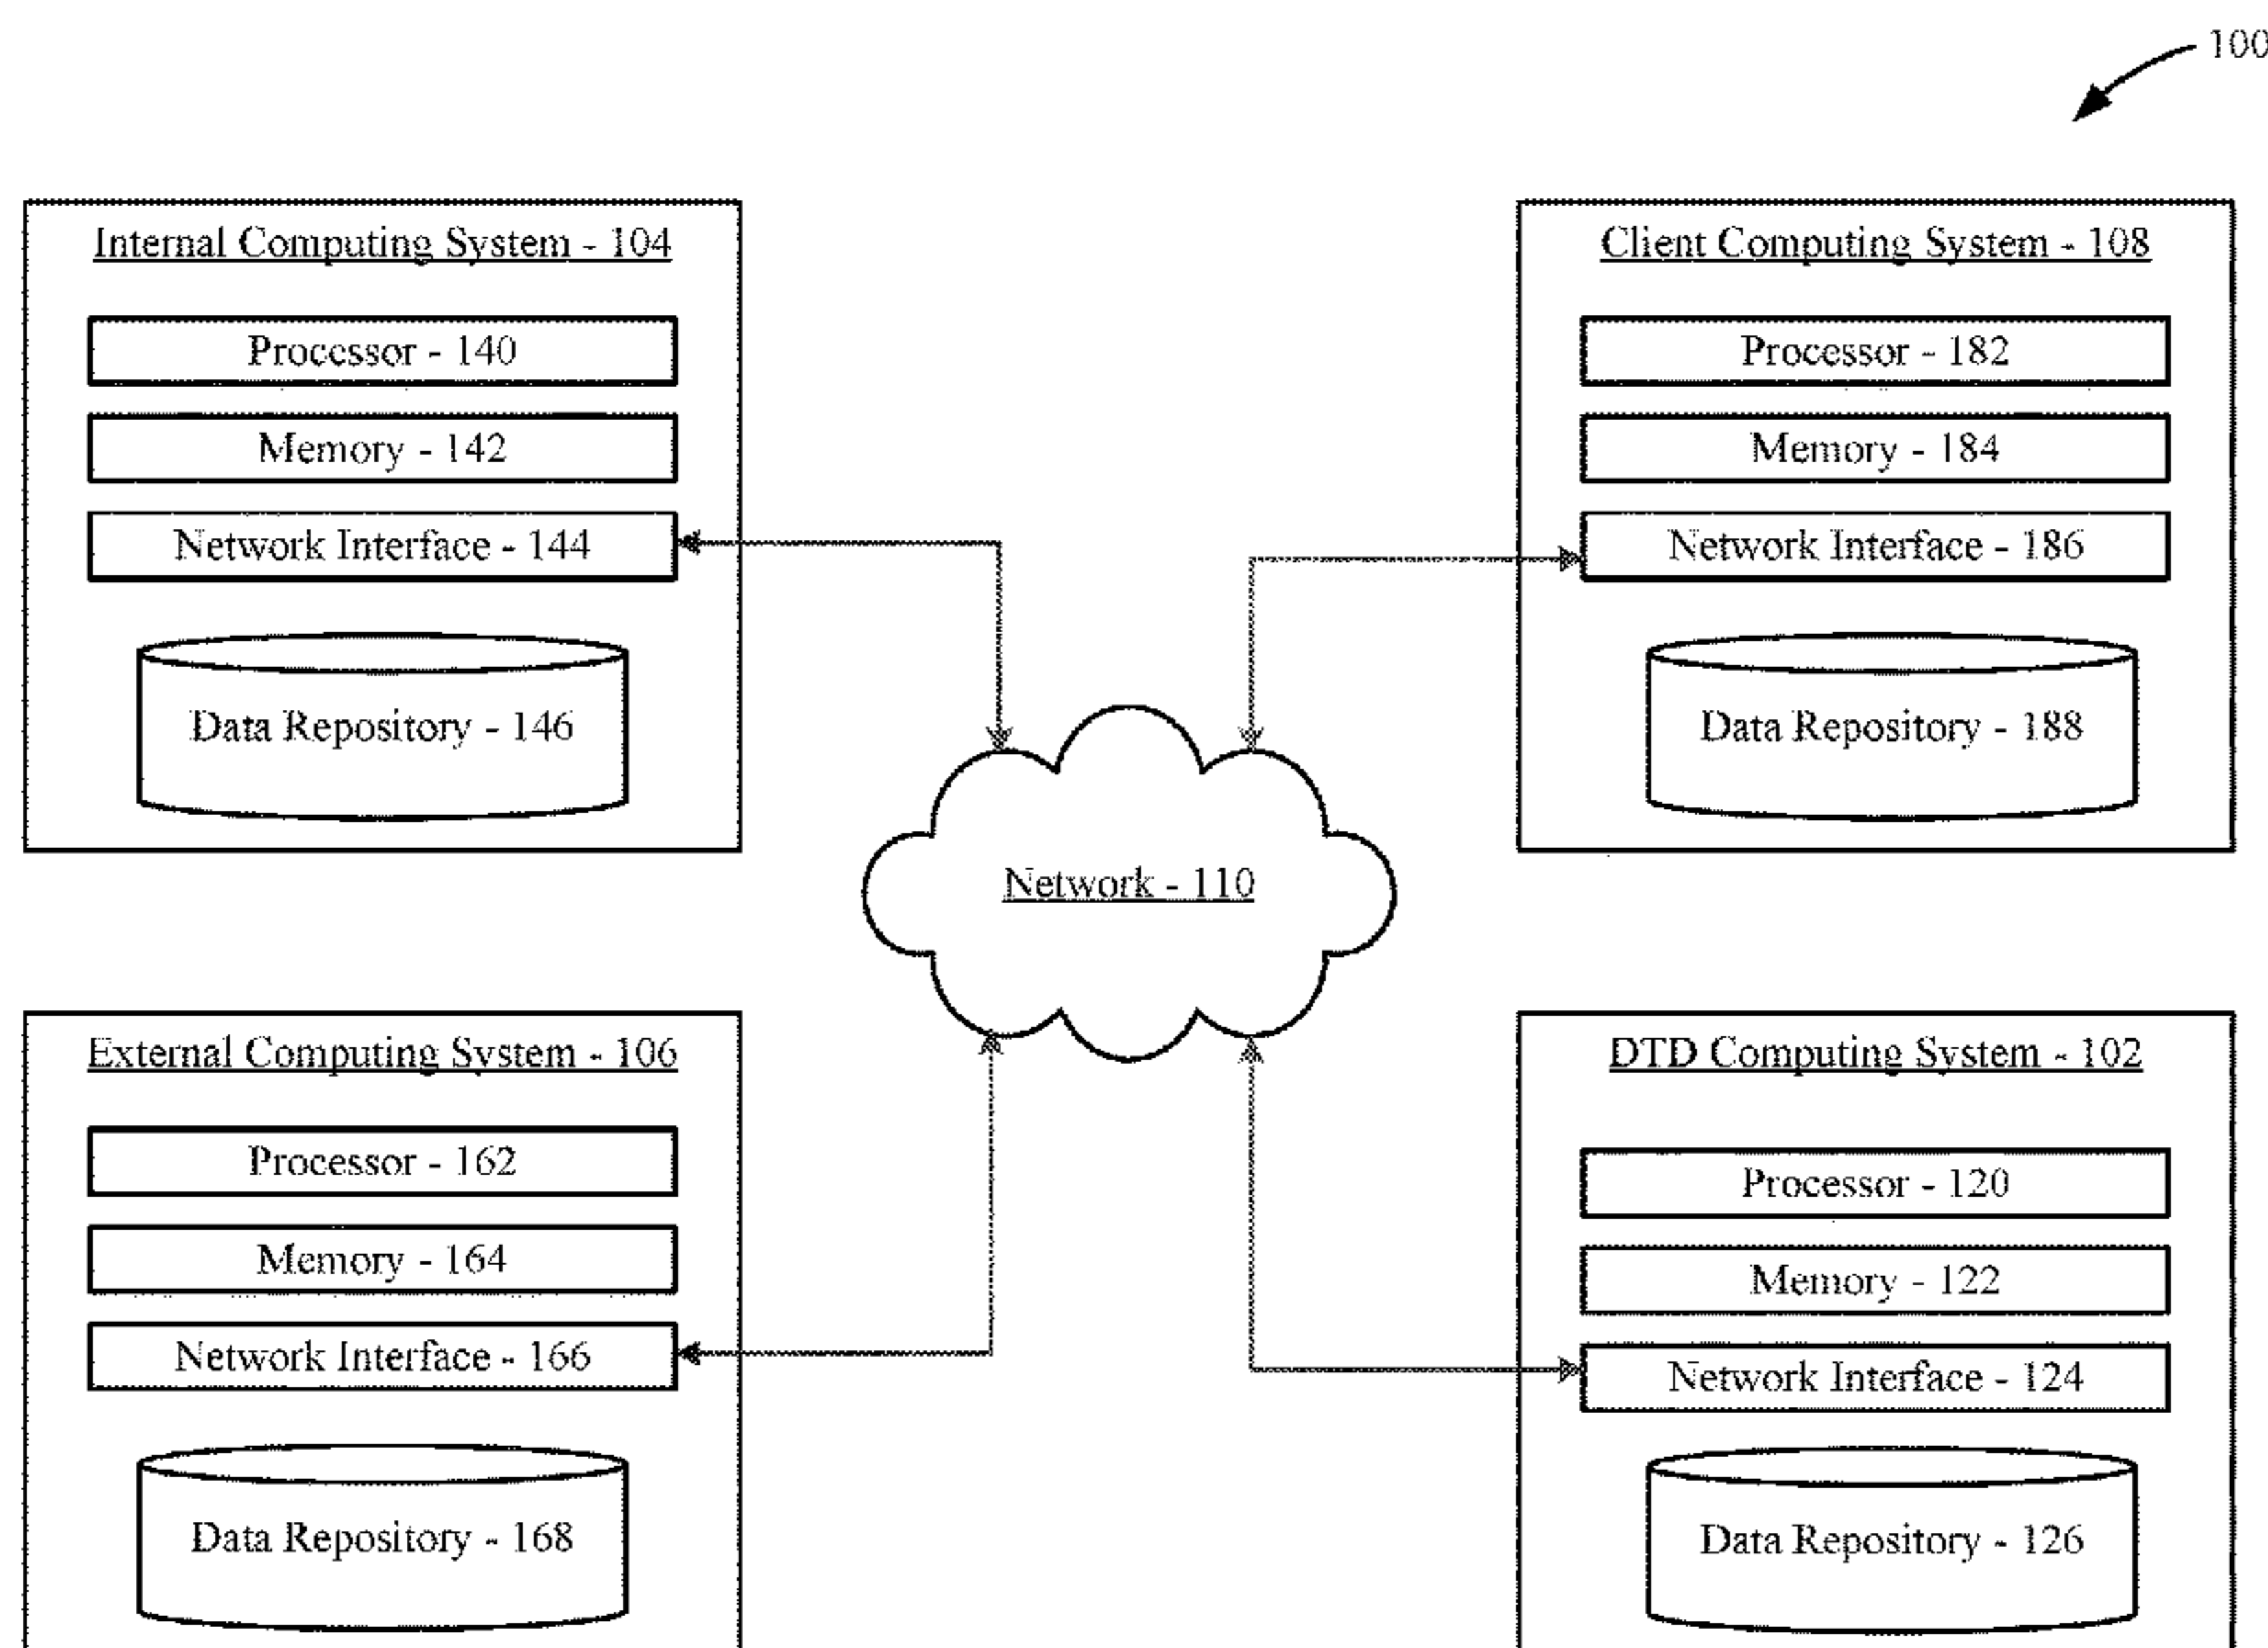 100
Internal Computing System - 104
Processor - 140
Memory - 142
Network Interface - 144
Data Repository - 146
Client Computing System - 108
Processor - 182
Memory - 184
Network Interface - 186
Data Repository - 188
Network - 110
External Computing System - 106
Processor - 162
Memory - 164
Network Interface - 166
Data Repository - 168
DTD Computing System - 102
Processor - 120
Memory - 122
Network Interface - 124
Data Repository - 126